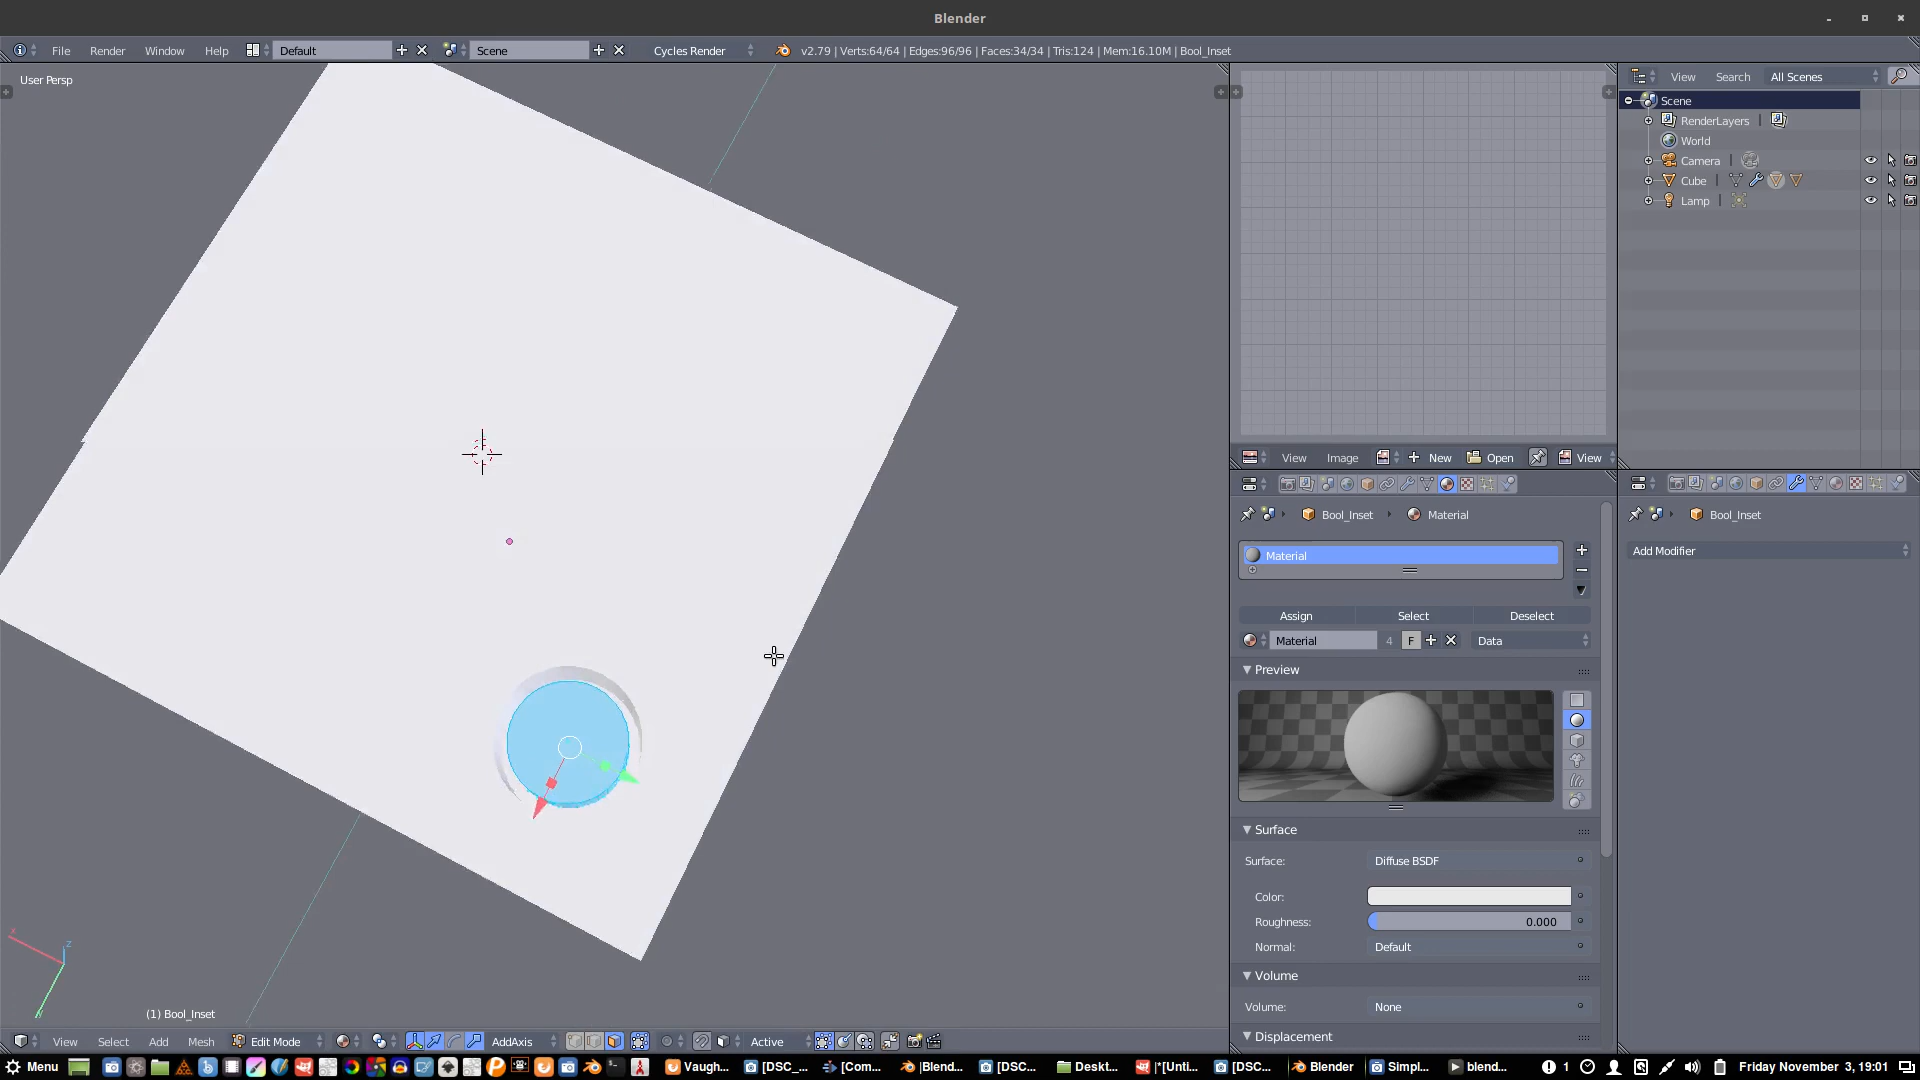 Blender
File Render Window Help Default Scene Cycles Render v2.79 | Verts:64/64 | Edges:96/96 | Faces:34/34 | Tris:124 | Mem:16.10M | Bool_Inset
User Persp
View Search All Scenes
Scene
RenderLayers
World
Camera
Cube
Lamp
View Image New Open View
Bool_Inset Material
Bool_Inset
Material
Add Modifier
Assign Select Deselect
Material 4 F Data
Preview
Surface
Surface: Diffuse BSDF
Color:
Roughness: 0.000
Normal: Default
Volume
Volume: None
Displacement
x z y
(1) Bool_Inset
View Select Add Mesh Edit Mode AddAxis Active
Menu Vaugh... [DSC_... [Com... |Blend... [DSC... Deskt... |*[Unti... [DSC... Blender Simpl... blend... 1 Friday November 3, 19:01